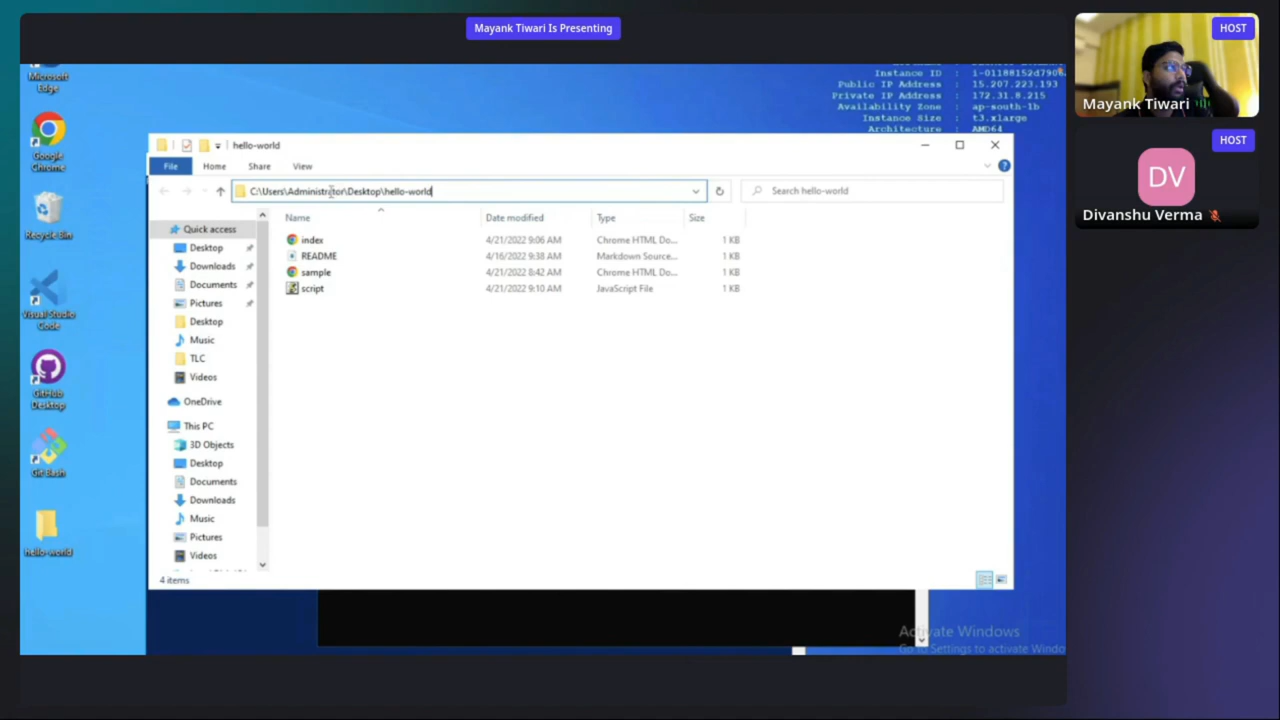 Mayank Tiwari Is Presenting
HOST
Mayank Tiwari
HOST
DV
Divanshu Verma
Microsoft
Edge
Google
Chrome
Recycle Bin
Visual Studio
Code
GitHub
Desktop
Git Bash
hello-world
Instance ID : i-01188152d7906
Public IP Address : 15.207.223.193
Private IP Address : 172.31.8.215
Availability Zone : ap-south-1b
Instance Size : t3.xlarge
Architecture : AMD64
hello-world
File Home Share View
C:\Users\Administrator\Desktop\hello-world
Search hello-world
Name Date modified Type Size
index 4/21/2022 9:06 AM Chrome HTML Do... 1 KB
README 4/16/2022 9:38 AM Markdown Source... 1 KB
sample 4/21/2022 8:42 AM Chrome HTML Do... 1 KB
script 4/21/2022 9:10 AM JavaScript File 1 KB
Quick access
Desktop
Downloads
Documents
Pictures
Desktop
Music
TLC
Videos
OneDrive
This PC
3D Objects
Desktop
Documents
Downloads
Music
Pictures
Videos
4 items
Activate Windows
Go to Settings to activate Windo